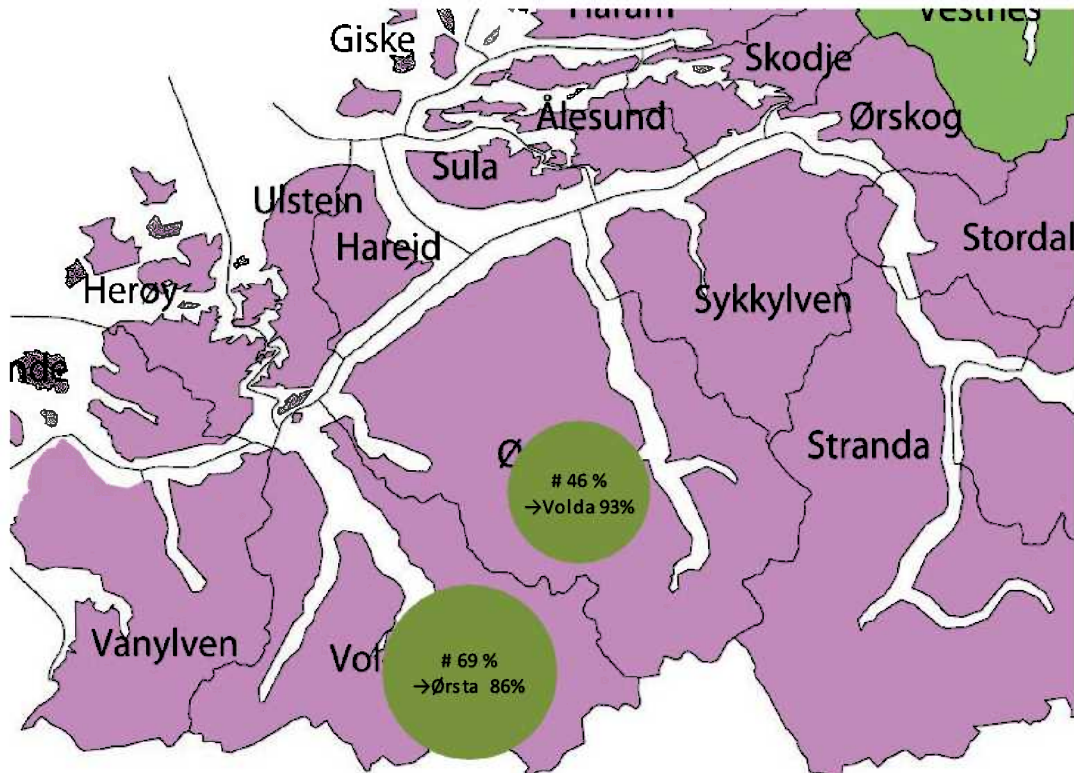 Giske
Skodje
Ålesund
Ørskog
Sula
Ulstein
Hareid
Stordal
Herøy
Sykkylven
Stranda
# 46 %
→Volda 93%
Vanylven
# 69 %
→Ørsta 86%